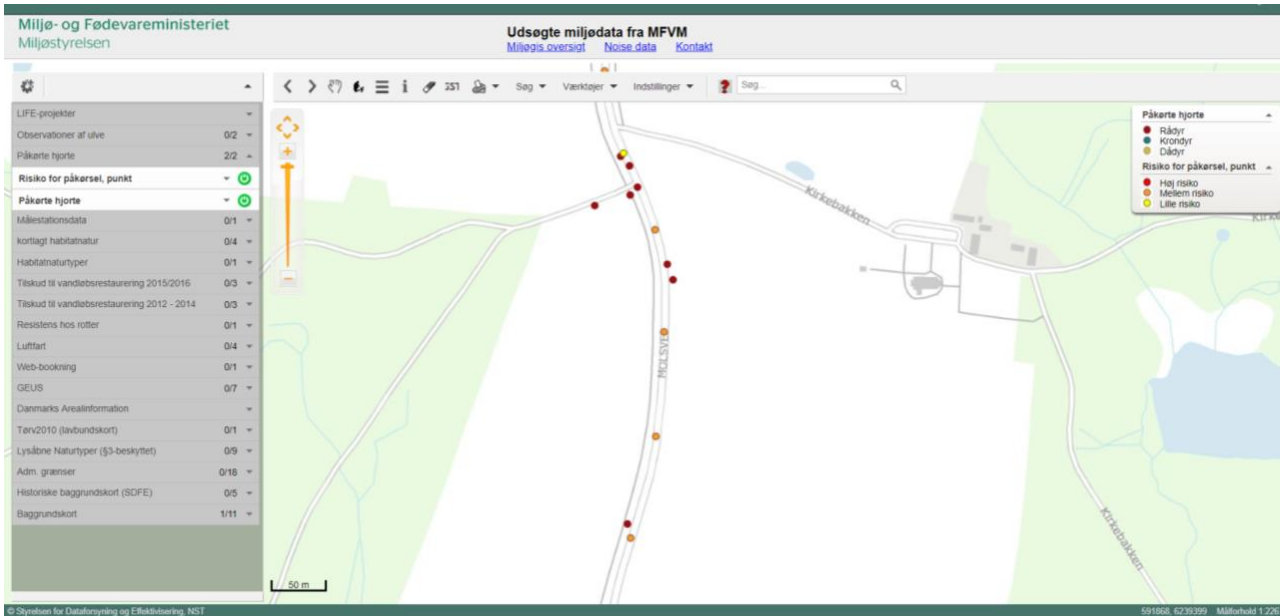 Miljø- og Fødevareministeriet
Miljøstyrelsen
Udsøgte miljødata fra MFVM
Miljøgis oversigt Noise data Kontakt
Søg Værktøjer Indstillinger ? Søg...
LIFE-projekter
Observationer af ulve 0/2
Påkørte hjorte 2/2
Risiko for påkørsel, punkt
Påkørte hjorte
Målestationsdata 0/1
kortlagt habitatnatur 0/4
Habitatnaturtyper 0/1
Tilskud til vandløbsrestaurering 2015/2016 0/3
Tilskud til vandløbsrestaurering 2012 - 2014 0/3
Resistens hos rotter 0/1
Luftfart 0/4
Web-bookning 0/1
GEUS 0/7
Danmarks Arealinformation
Tørv2010 (lavbundskort) 0/1
Lysåbne Naturtyper (§3-beskyttet) 0/9
Adm. grænser 0/18
Historiske baggrundskort (SDFE) 0/5
Baggrundskort 1/11
Påkørte hjorte
Rådyr
Krondyr
Dådyr
Risiko for påkørsel, punkt
Høj risiko
Mellem risiko
Lille risiko
Kirkebakken
MOLSVE
Kirkebakken
50 m
© Styrelsen for Dataforsyning og Effektivisering, NST
591868, 6239399 Målforhold 1:226